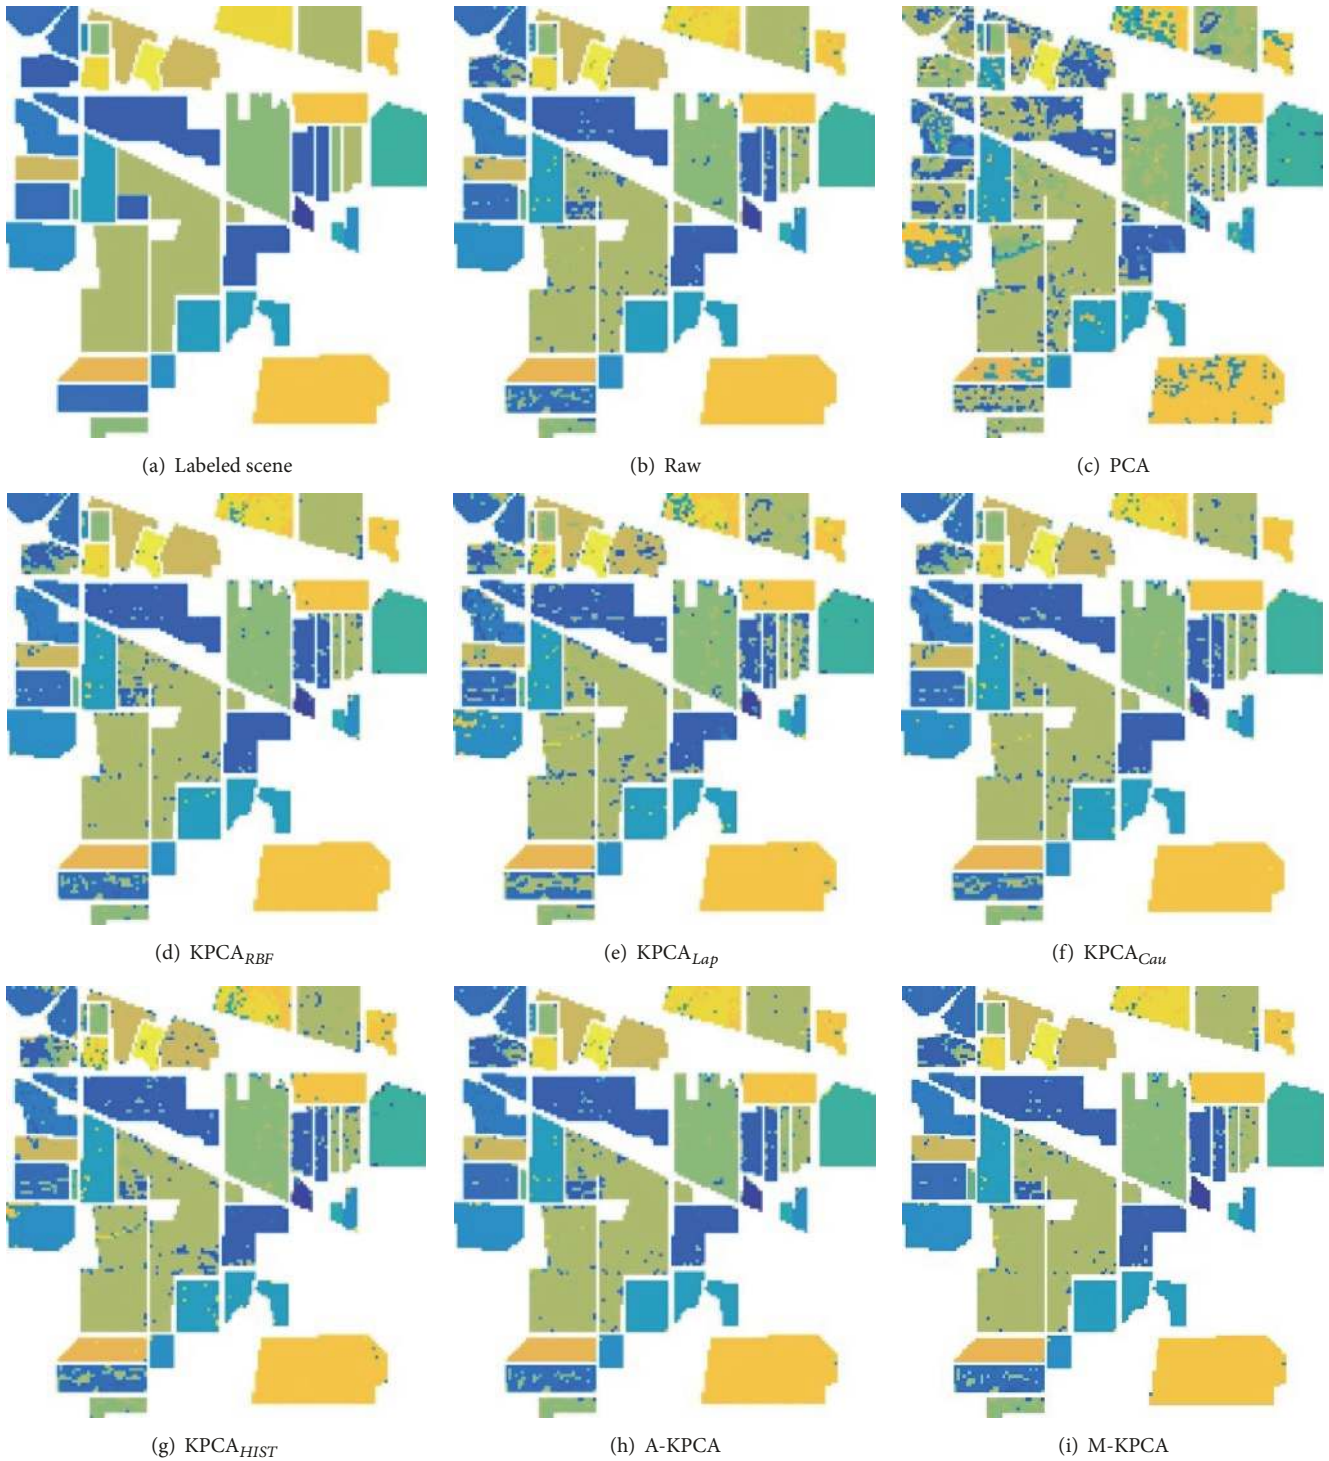 (a) Labeled scene
(b) Raw
(c) PCA
(d) KPCA_RBF
(e) KPCA_Lap
(f) KPCA_Cau
(g) KPCA_HIST
(h) A-KPCA
(i) M-KPCA